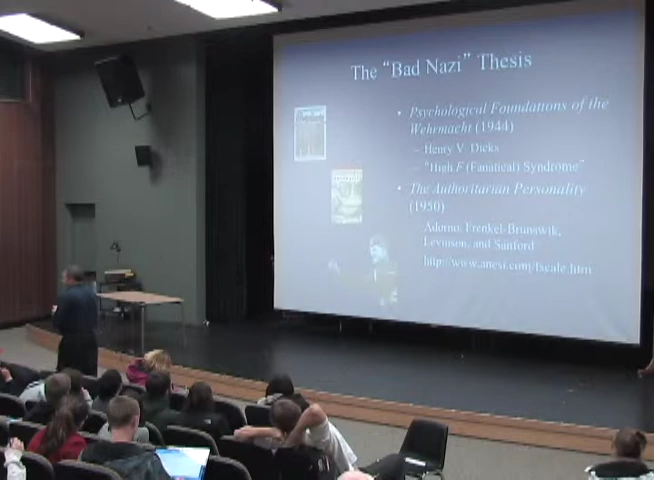 The “Bad Nazi” Thesis
• Psychological Foundations of the
Wehrmacht (1944)
– Henry V. Dicks
– “High F (Fanatical) Syndrome”
• The Authoritarian Personality
(1950)
Adorno, Frenkel-Brunswik,
Levinson, and Sanford
http://www.anesi.com/fscale.htm